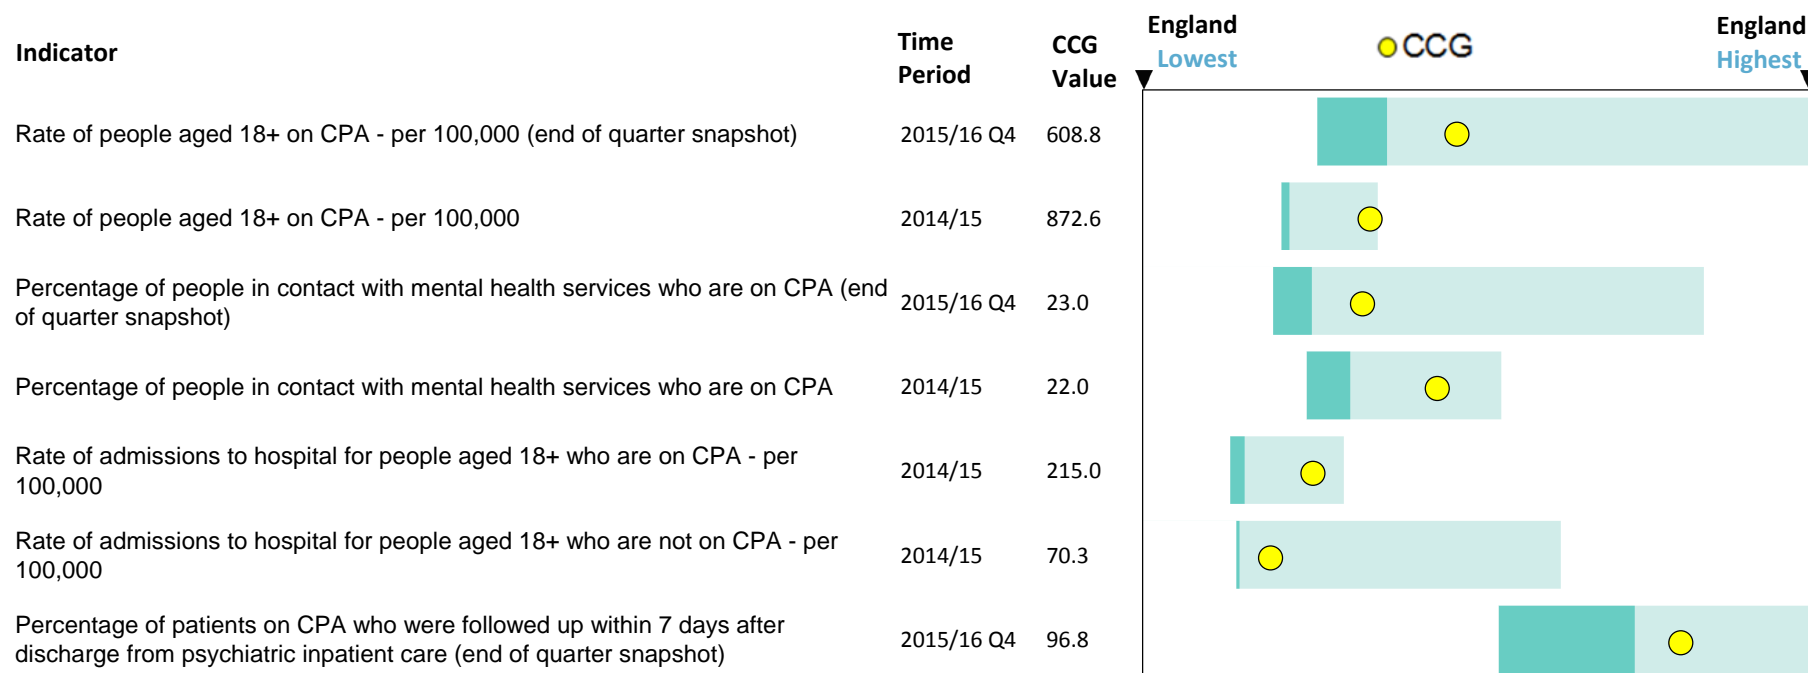 Indicator
Time Period
CCG Value
England Lowest
CCG
England Highest
Rate of people aged 18+ on CPA - per 100,000 (end of quarter snapshot) 2015/16 Q4 608.8
Rate of people aged 18+ on CPA - per 100,000 2014/15 872.6
Percentage of people in contact with mental health services who are on CPA (end
of quarter snapshot) 2015/16 Q4 23.0
Percentage of people in contact with mental health services who are on CPA 2014/15 22.0
Rate of admissions to hospital for people aged 18+ who are on CPA - per
100,000 2014/15 215.0
Rate of admissions to hospital for people aged 18+ who are not on CPA - per
100,000 2014/15 70.3
Percentage of patients on CPA who were followed up within 7 days after
discharge from psychiatric inpatient care (end of quarter snapshot) 2015/16 Q4 96.8